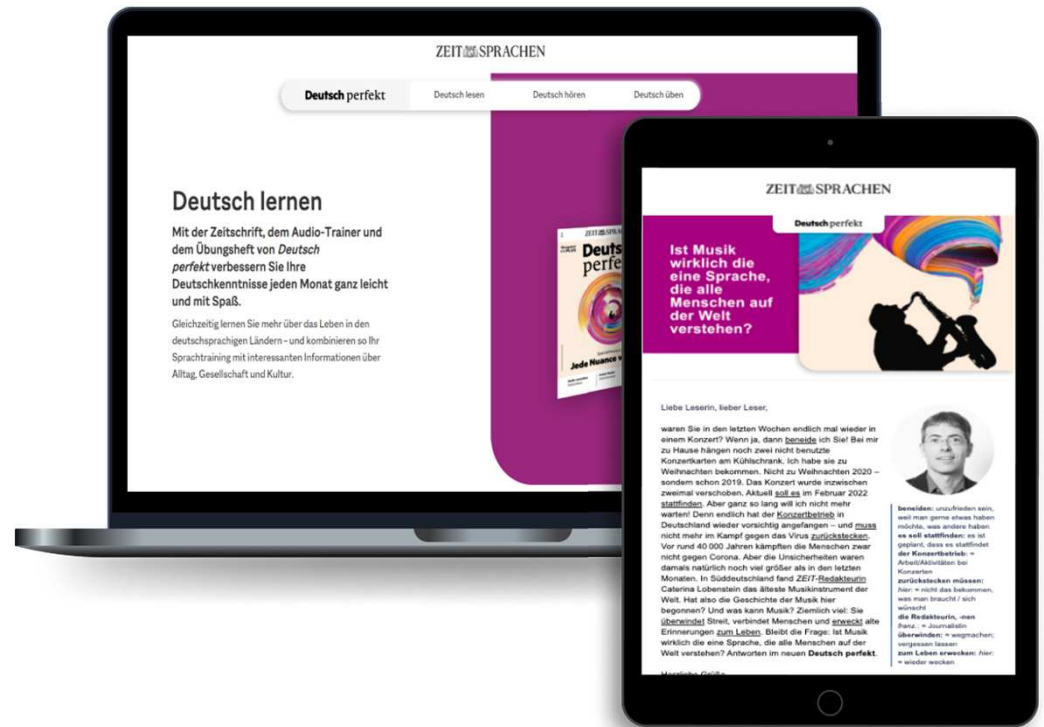 ZEIT SPRACHEN
Deutsch perfekt
Deutsch lesen
Deutsch hören
Deutsch üben
Deutsch lernen
Mit der Zeitschrift, dem Audio-Trainer und
dem Übungsheft von Deutsch
perfekt verbessern Sie Ihre
Deutschkenntnisse jeden Monat ganz leicht
und mit Spaß.
Gleichzeitig lernen Sie mehr über das Leben in den
deutschsprachigen Ländern – und kombinieren so Ihr
Sprachtraining mit interessanten Informationen über
Alltag, Gesellschaft und Kultur.
Jede Nuance
ZEIT SPRACHEN
Deutsch perfekt
Ist Musik
wirklich die
eine Sprache,
die alle
Menschen auf
der Welt
verstehen?
Liebe Leserin, lieber Leser,
waren Sie in den letzten Wochen endlich mal wieder in
einem Konzert? Wenn ja, dann beneide ich Sie! Bei mir
zu Hause hängen noch zwei nicht benutzte
Konzertkarten am Kühlschrank. Ich habe sie zu
Weihnachten bekommen. Nicht zu Weihnachten 2020 –
sondern schon 2019. Das Konzert wurde inzwischen
zweimal verschoben. Aktuell soll es im Februar 2022
stattfinden. Aber ganz so lang will ich nicht mehr
warten! Denn endlich hat der Konzertbetrieb in
Deutschland wieder vorsichtig angefangen – und muss
nicht mehr im Kampf gegen das Virus zurückstecken.
Vor rund 40 000 Jahren kämpften die Menschen zwar
nicht gegen Corona. Aber die Unsicherheiten waren
damals natürlich noch viel größer als in den letzten
Monaten. In Süddeutschland fand ZEIT-Redakteurin
Caterina Lobenstein das älteste Musikinstrument der
Welt. Hat also die Geschichte der Musik hier
begonnen? Und was kann Musik? Ziemlich viel: Sie
überwindet Streit, verbindet Menschen und erweckt alte
Erinnerungen zum Leben. Bleibt die Frage: Ist Musik
wirklich die eine Sprache, die alle Menschen auf der
Welt verstehen? Antworten im neuen Deutsch perfekt.
Herzliche Grüße
beneiden: unzufrieden sein,
weil man gerne etwas haben
möchte, was andere haben
es soll stattfinden: es ist
geplant, dass es stattfindet
der Konzertbetrieb: ≈
Arbeit/Aktivitäten bei
Konzerten
zurückstecken müssen:
hier: ≈ nicht das bekommen,
was man braucht / sich
wünscht
die Redakteurin, -nen
franz.: ≈ Journalistin
überwinden: ≈ wegmachen;
vergessen lassen
zum Leben erwecken: hier:
≈ wieder wecken